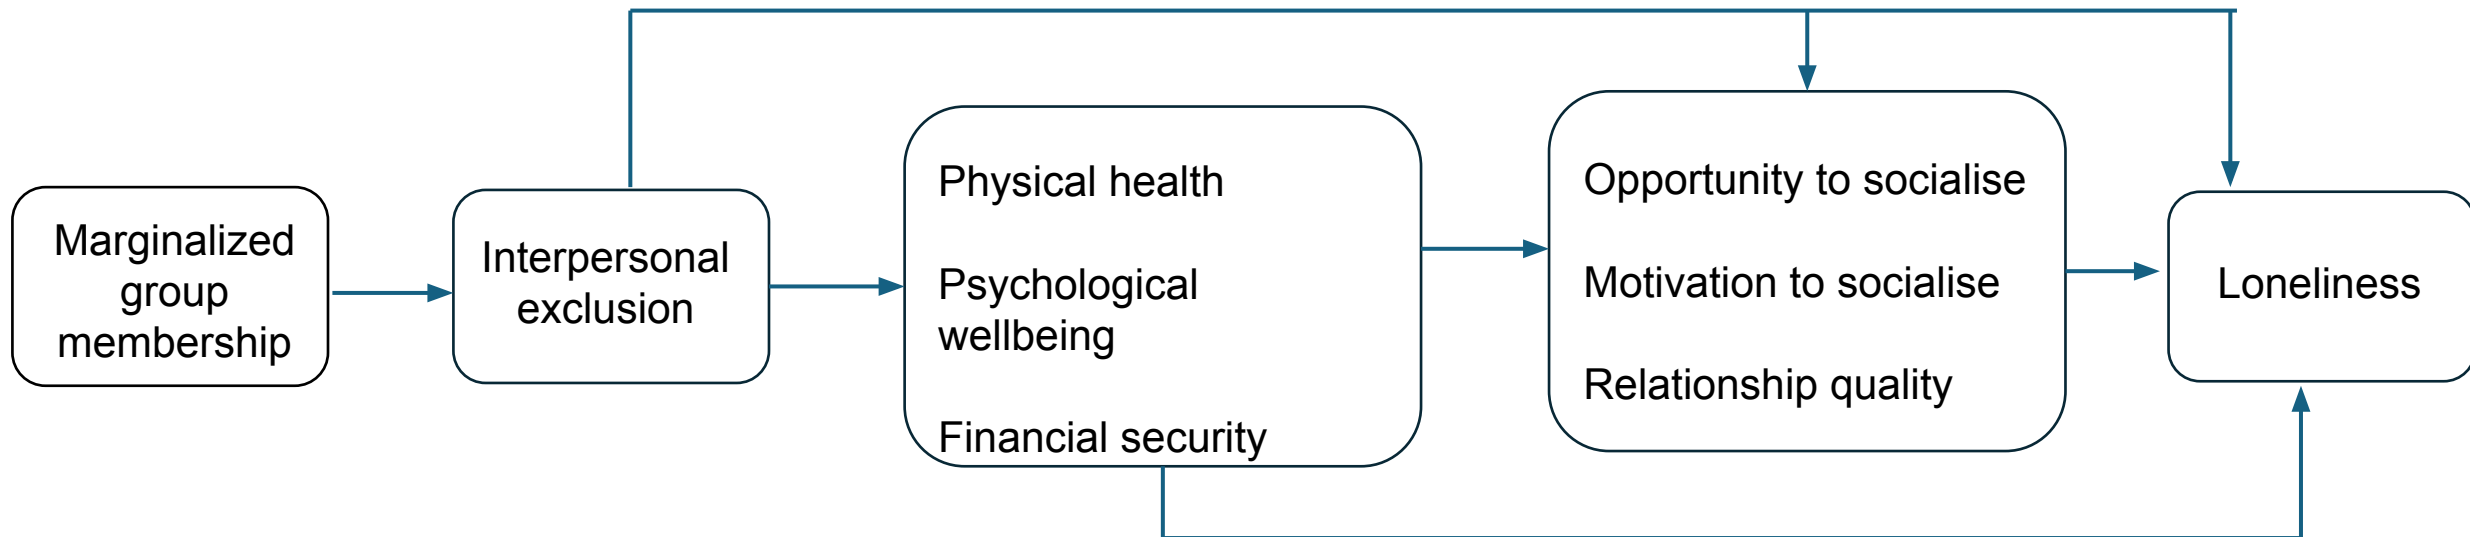 Marginalized
group
membership
Interpersonal
exclusion
Physical health
Psychological
wellbeing
Financial security
Opportunity to socialise
Motivation to socialise
Relationship quality
Loneliness